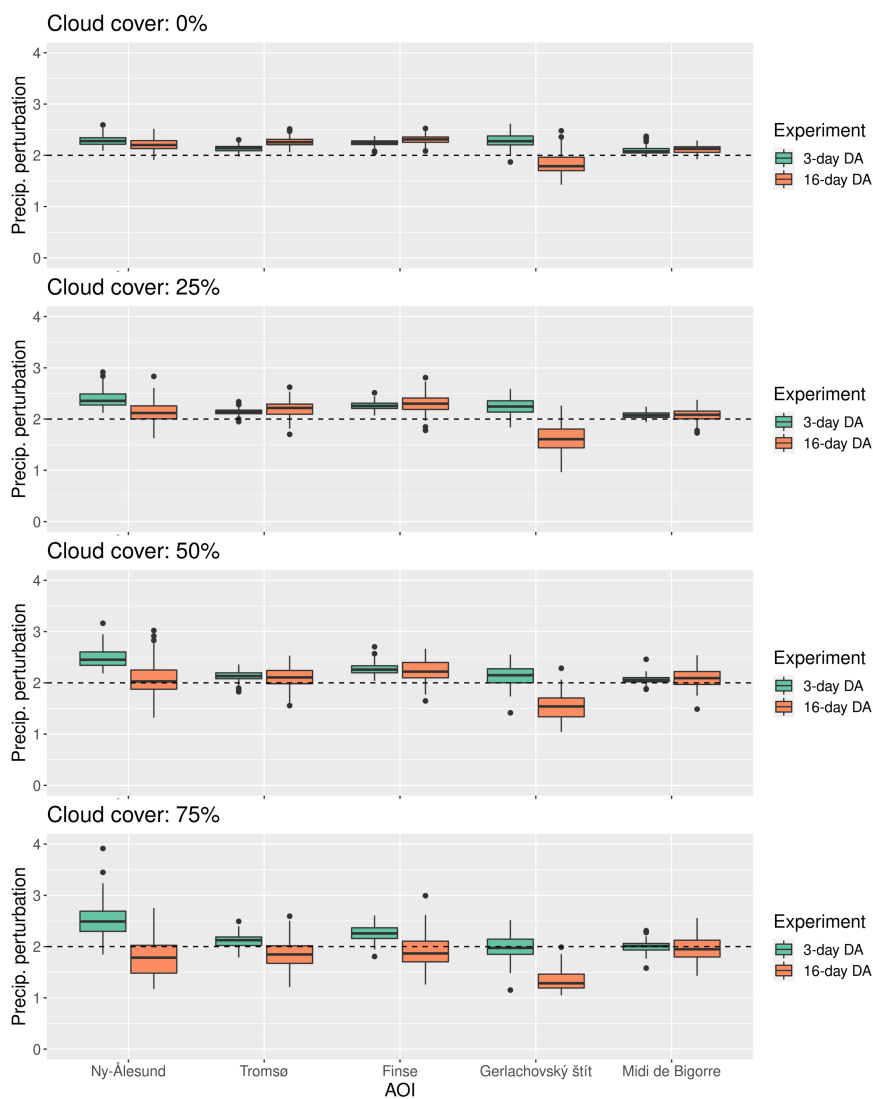 Cloud cover: 0%
Precip. perturbation
4
3
2
1
0
Experiment
3-day DA
16-day DA
Cloud cover: 25%
Precip. perturbation
4
3
2
1
0
Experiment
3-day DA
16-day DA
Cloud cover: 50%
Precip. perturbation
4
3
2
1
0
Experiment
3-day DA
16-day DA
Cloud cover: 75%
Precip. perturbation
4
3
2
1
0
Experiment
3-day DA
16-day DA
Ny-Ålesund Tromsø Finse Gerlachovský štít Midi de Bigorre
AOI